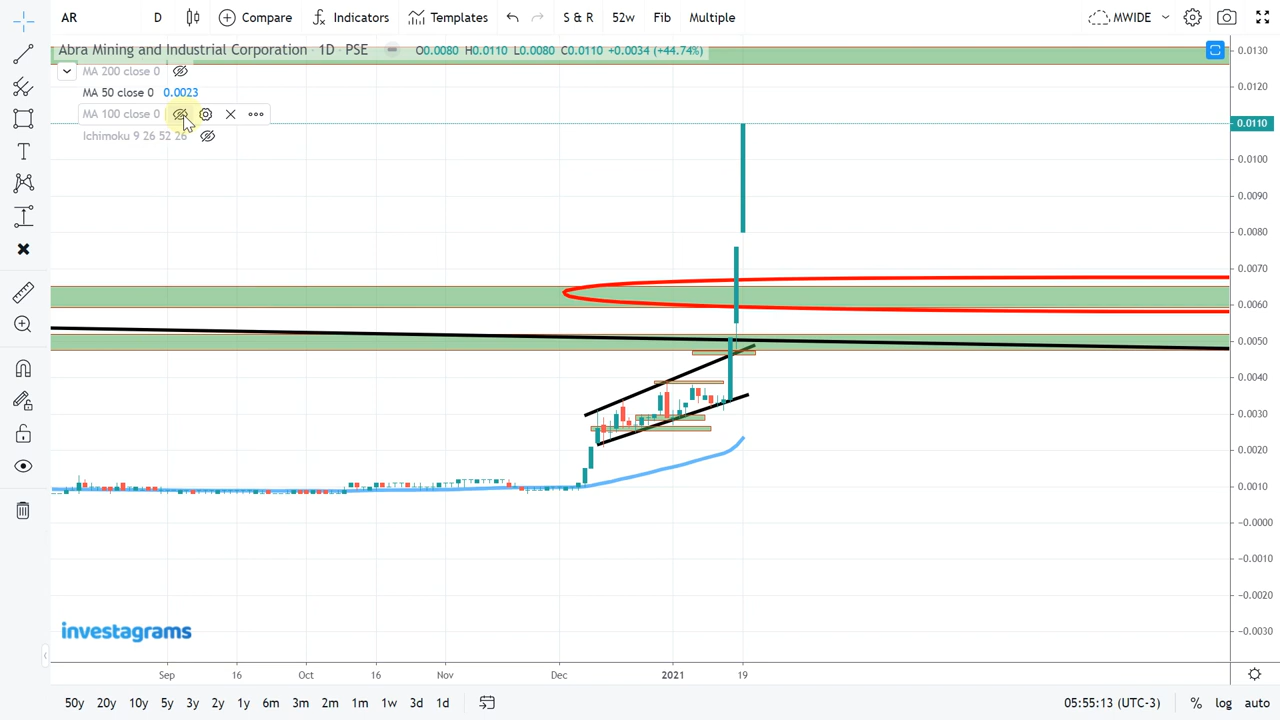 AR D Compare Indicators Templates S & R 52w Fib Multiple MWIDE
Abra Mining and Industrial Corporation · 1D · PSE O0.0080 H0.0110 L0.0080 C0.0110 +0.0034 (+44.74%)
MA 200 close 0
MA 50 close 0 0.0023
MA 100 close 0
Ichimoku 9 26 52 26
0.0130
0.0120
0.0110
0.0100
0.0090
0.0080
0.0070
0.0060
0.0050
0.0040
0.0030
0.0020
0.0010
−0.0000
−0.0010
−0.0020
−0.0030
investagrams
Sep 16 Oct 16 Nov Dec 2021 19
50y 20y 10y 5y 3y 2y 1y 6m 3m 2m 1m 1w 3d 1d 05:55:13 (UTC-3) % log auto